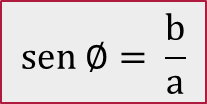 sen ∅ = b/a